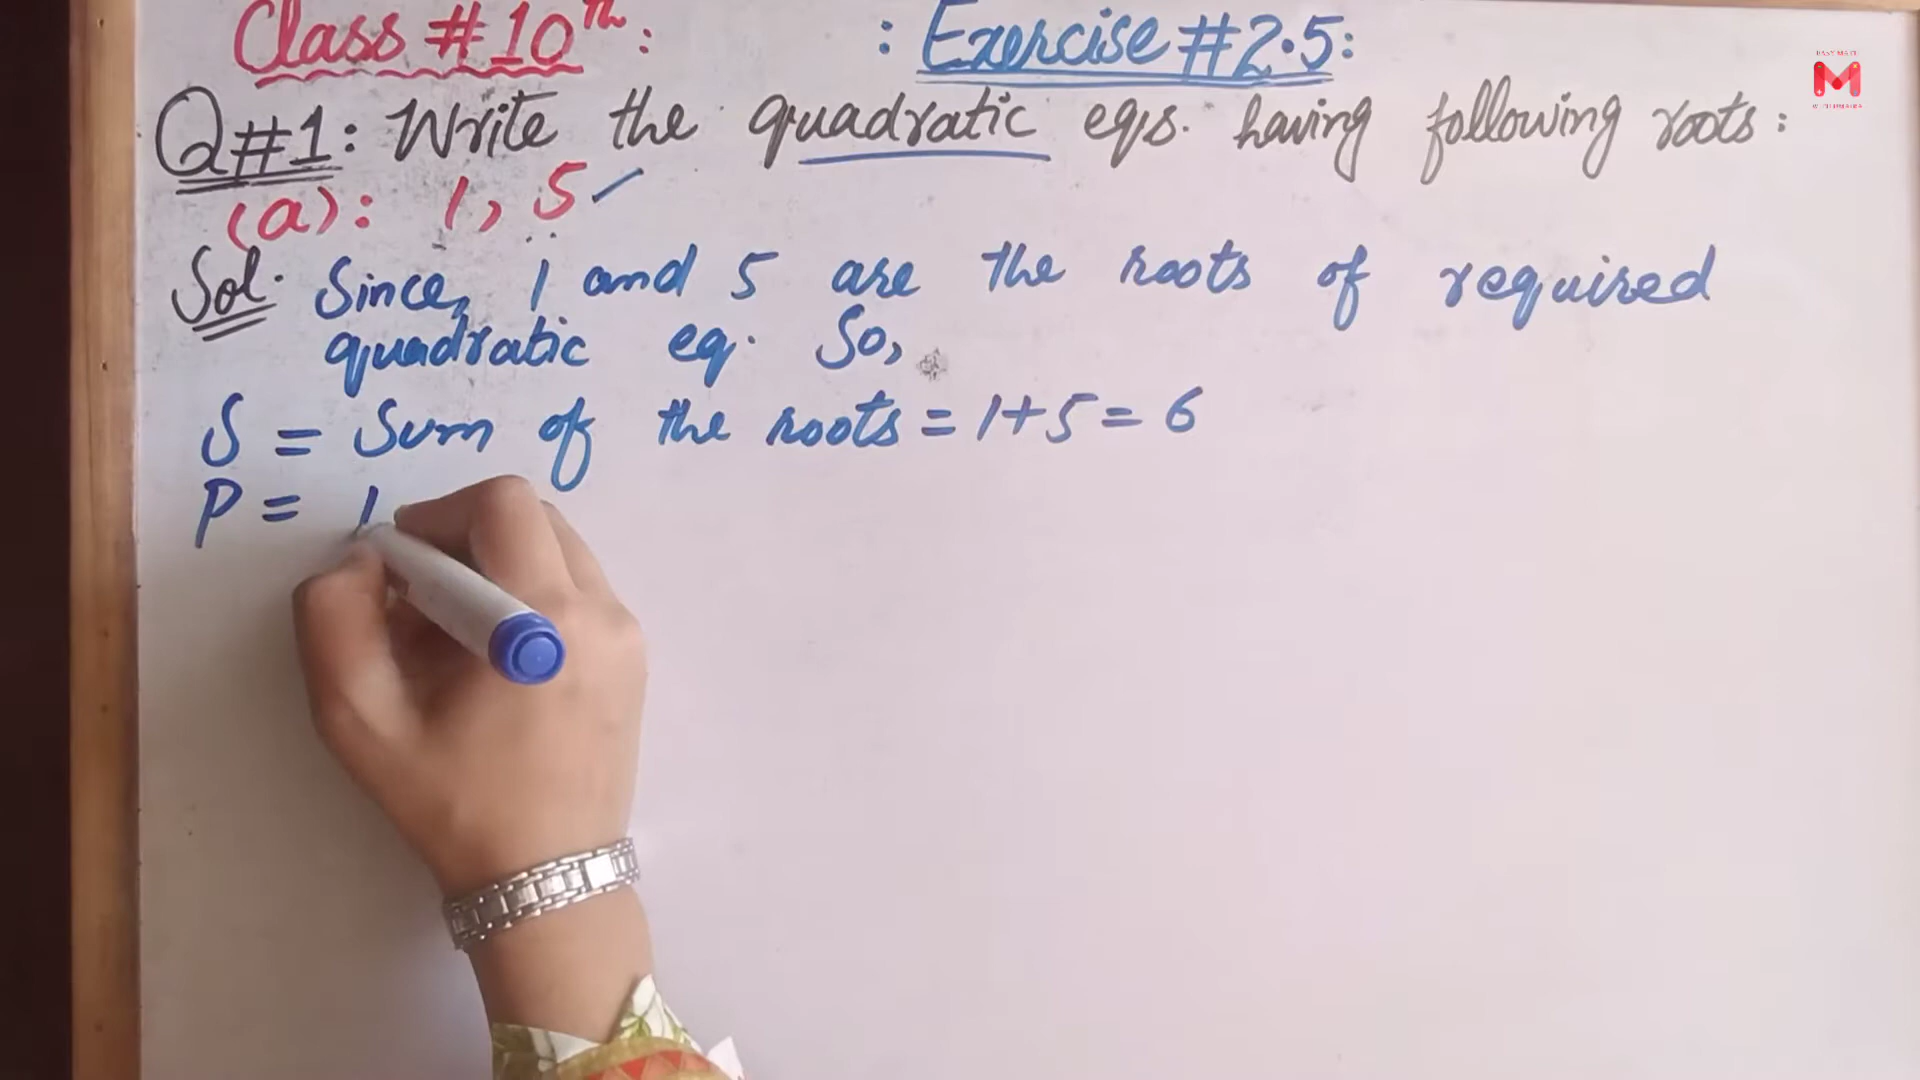 Class #10th: : Exercise #2.5:
Q#1: Write the quadratic eqs. having following roots:
(a): 1, 5
Sol. Since, 1 and 5 are the roots of required
quadratic eq. So,
S = Sum of the roots = 1+5 = 6
P =
M